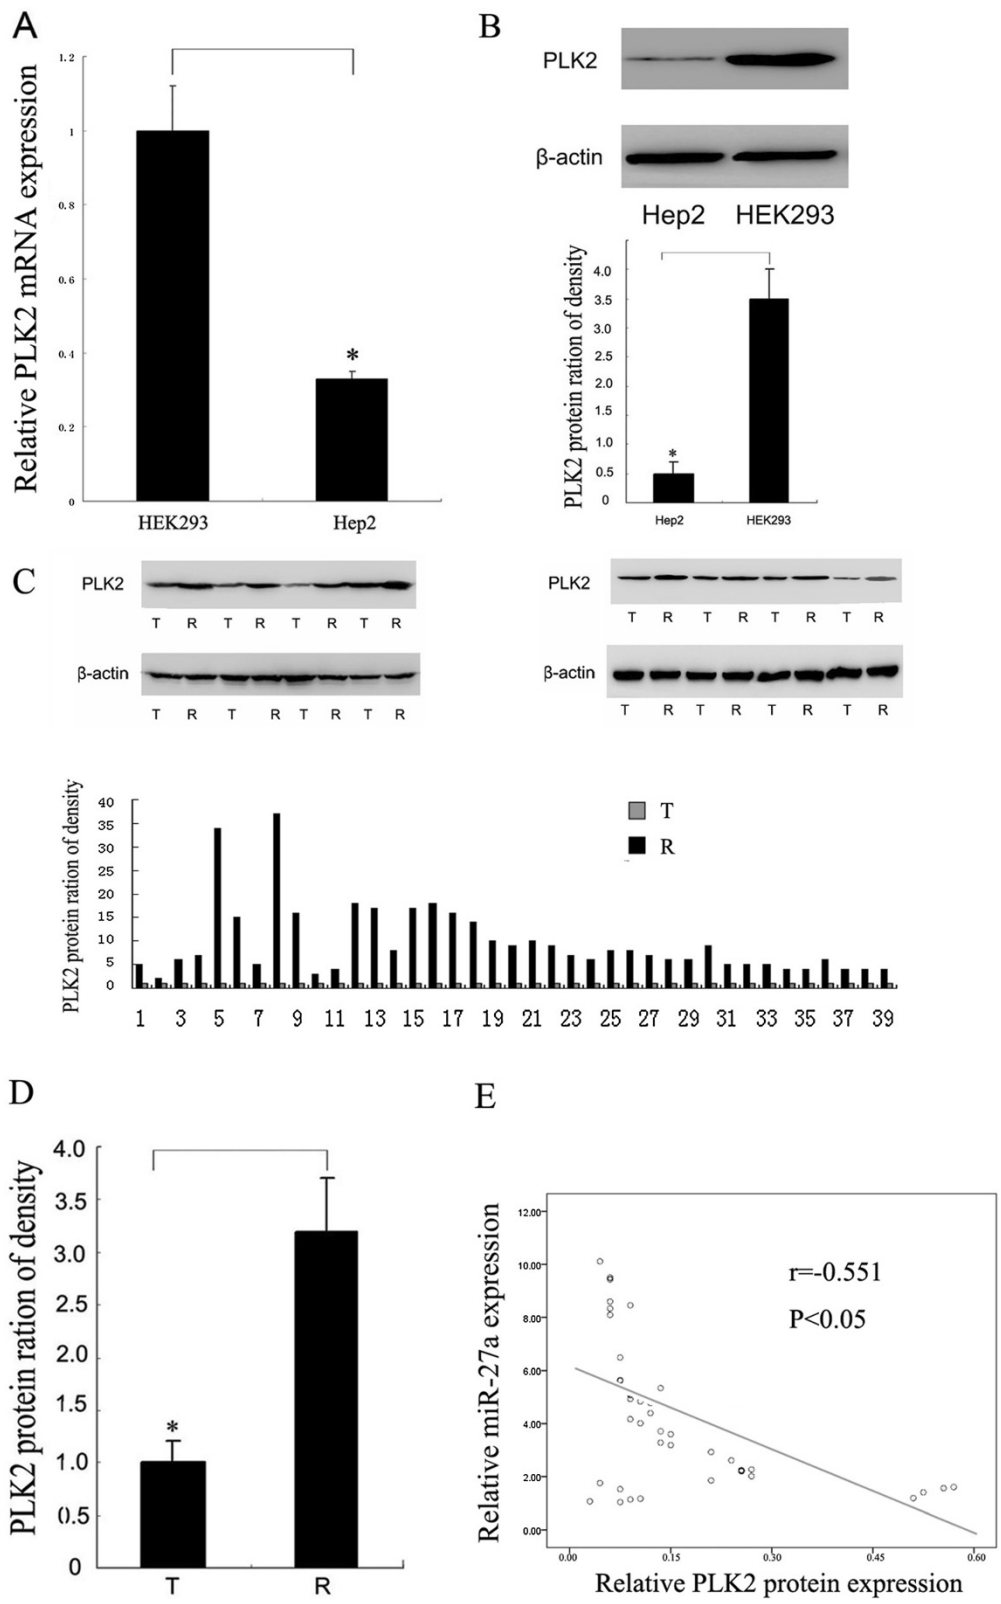 A
Relative PLK2 mRNA expression
1.2
1
0.8
0.6
0.4
0.2
0
*
HEK293 Hep2
B
PLK2
β-actin
Hep2 HEK293
PLK2 protein ration of density
4.0
3.5
3.0
2.5
2.0
1.5
1.0
0.5
0
*
Hep2 HEK293
C
PLK2
T R T R T R T R
β-actin
T R T R T R T R
PLK2
T R T R T R T R
β-actin
T R T R T R T R
PLK2 protein ration of density
40
35
30
25
20
15
10
5
0
T
R
1 3 5 7 9 11 13 15 17 19 21 23 25 27 29 31 33 35 37 39
D
PLK2 protein ration of density
4.0
3.5
3.0
2.5
2.0
1.5
1.0
0.5
0
*
T R
E
Relative miR-27a expression
12.00
10.00
8.00
6.00
4.00
2.00
0.00
r=-0.551
P<0.05
0.00 0.15 0.30 0.45 0.60
Relative PLK2 protein expression